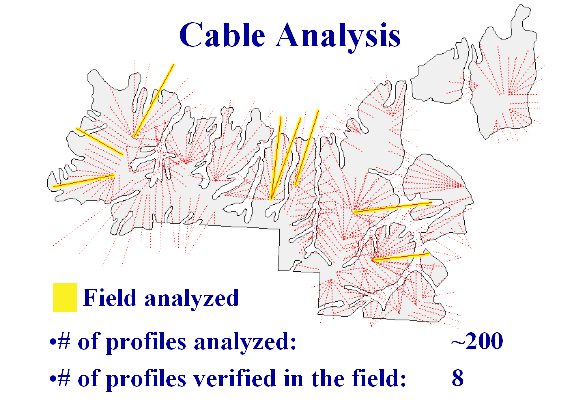 Cable Analysis
Field analyzed
•# of profiles analyzed: ~200
•# of profiles verified in the field: 8